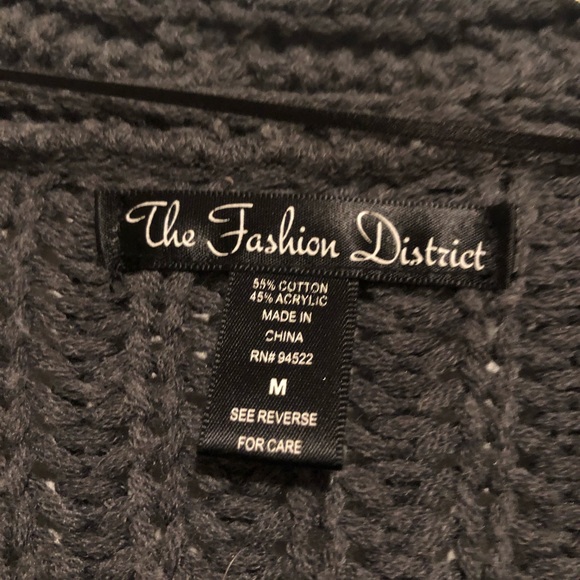 The Fashion District
55% COTTON
45% ACRYLIC
MADE IN
CHINA
RN# 94522
M
SEE REVERSE
FOR CARE